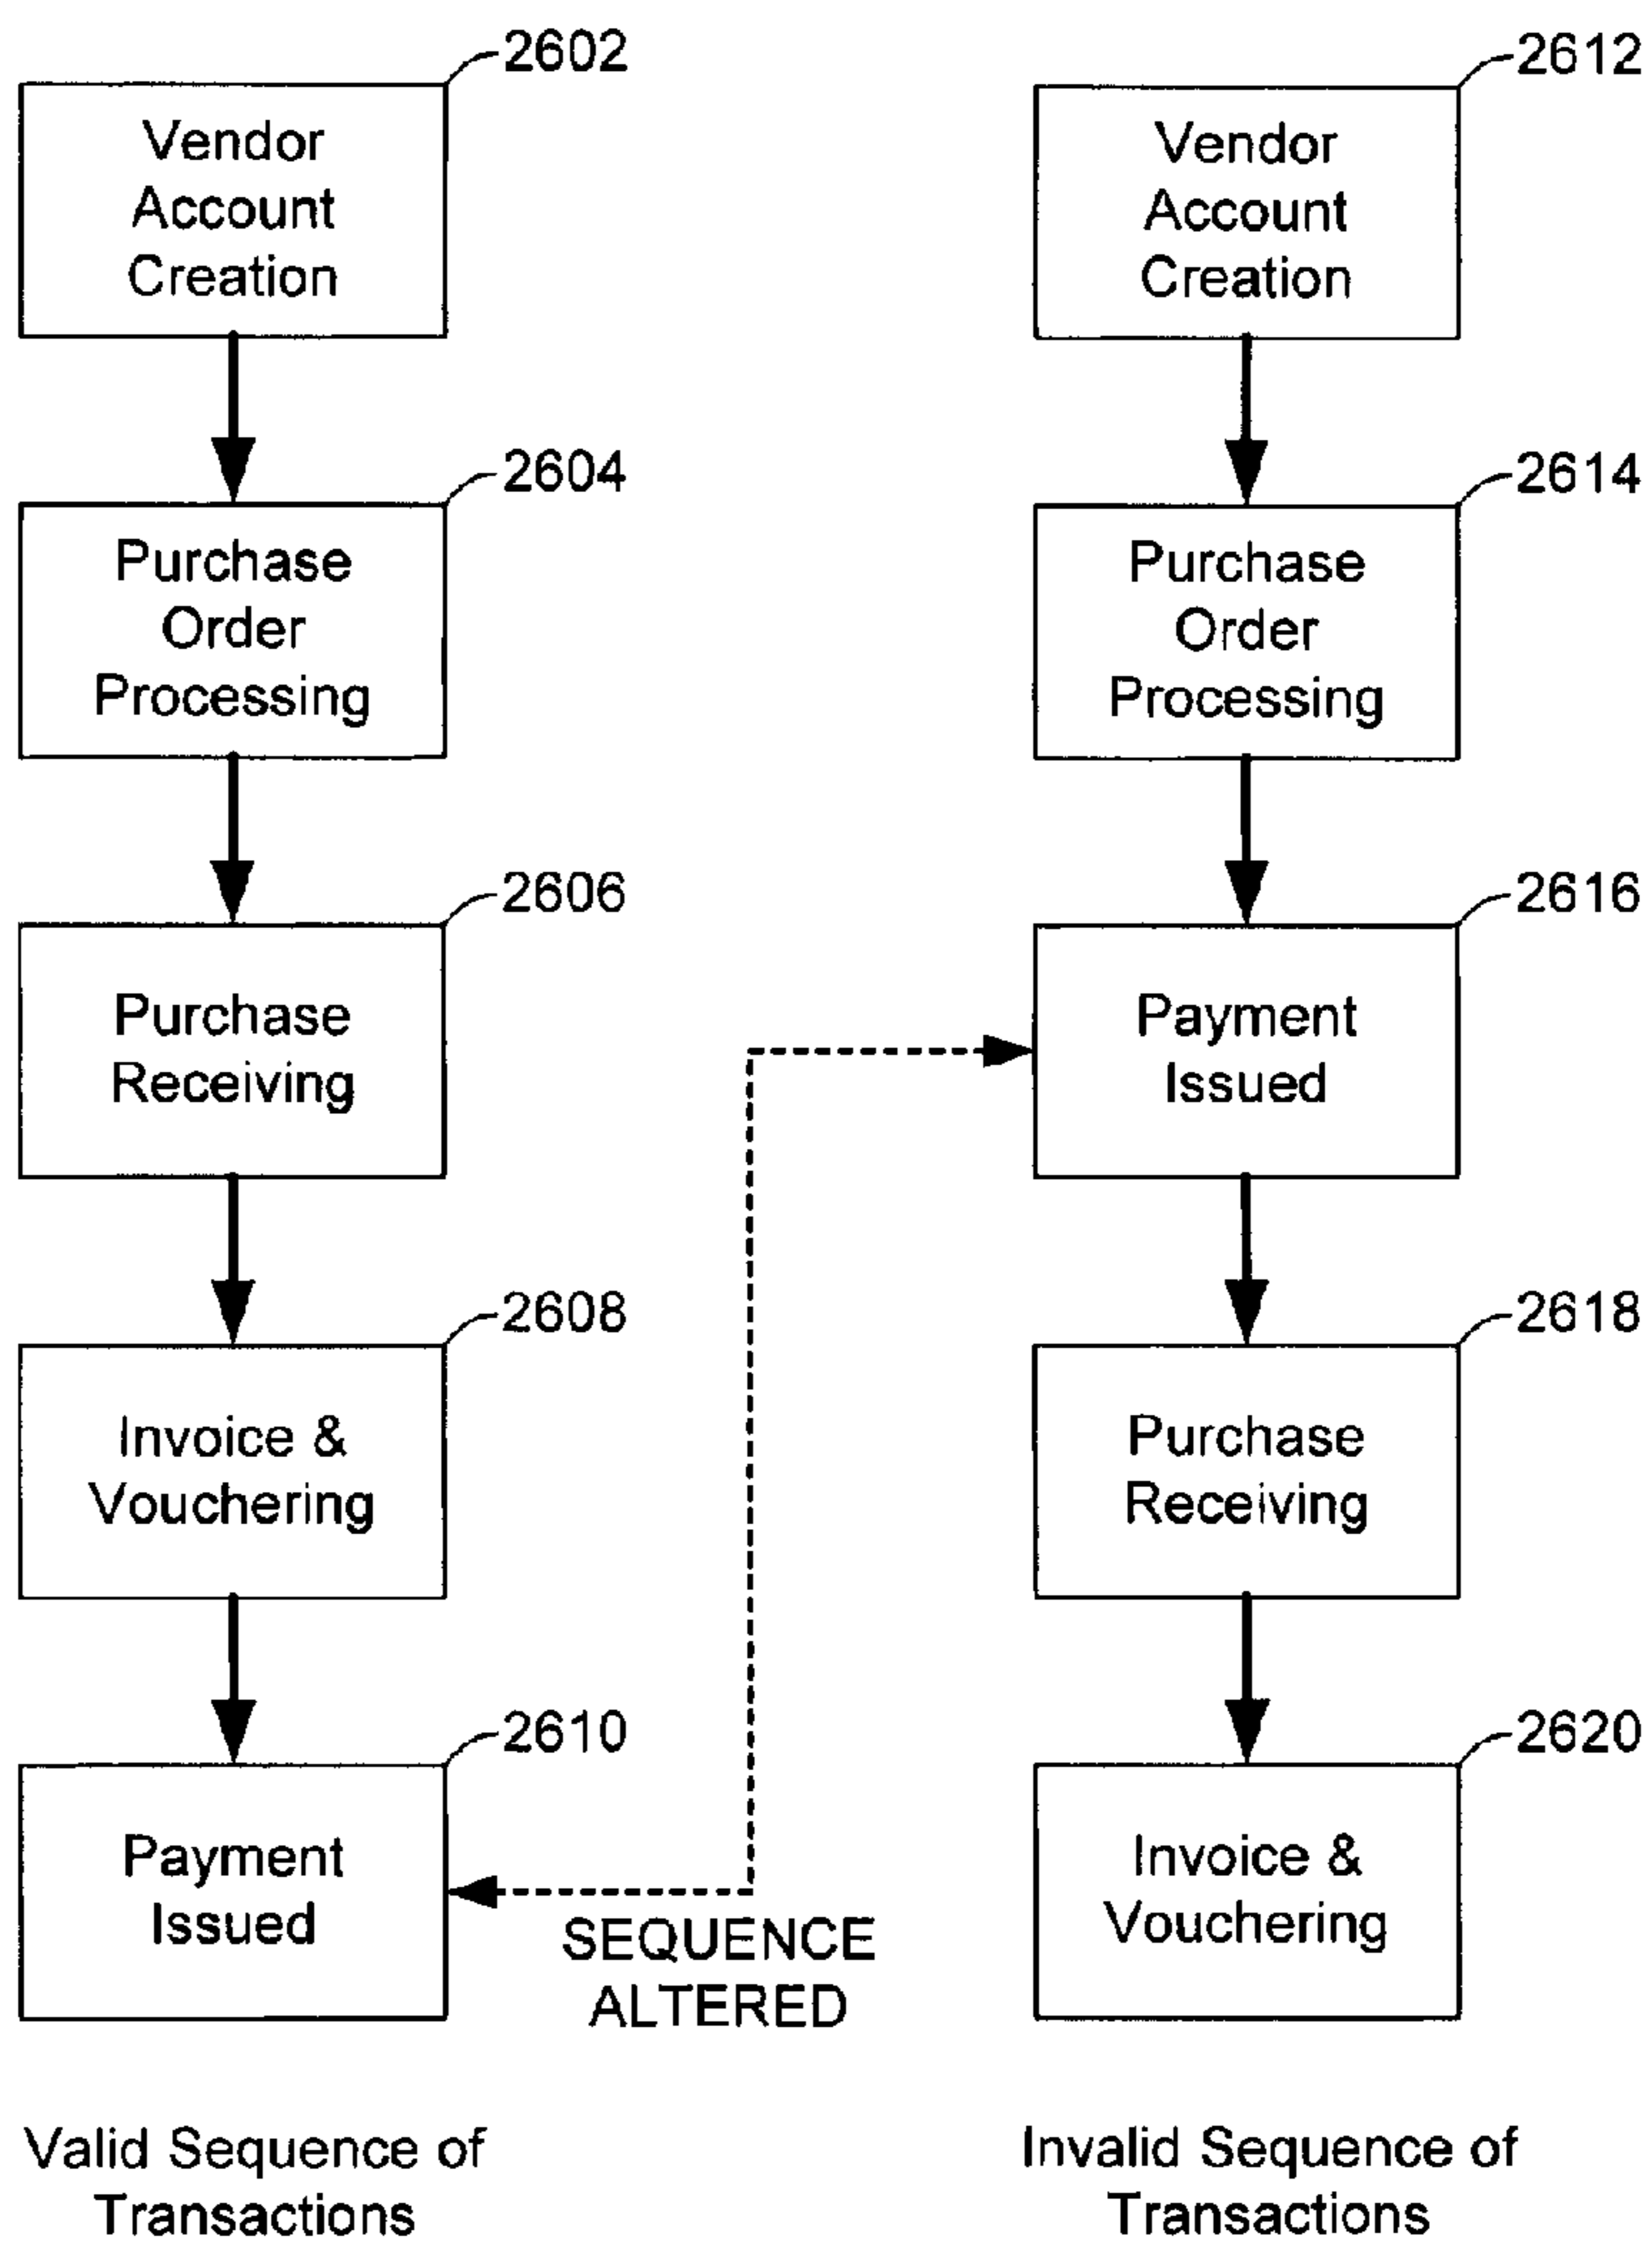 2602
Vendor
Account
Creation
2604
Purchase
Order
Processing
2606
Purchase
Receiving
2608
Invoice &
Vouchering
2610
Payment
Issued
SEQUENCE
ALTERED
Valid Sequence of
Transactions
2612
Vendor
Account
Creation
2614
Purchase
Order
Processing
2616
Payment
Issued
2618
Purchase
Receiving
2620
Invoice &
Vouchering
Invalid Sequence of
Transactions